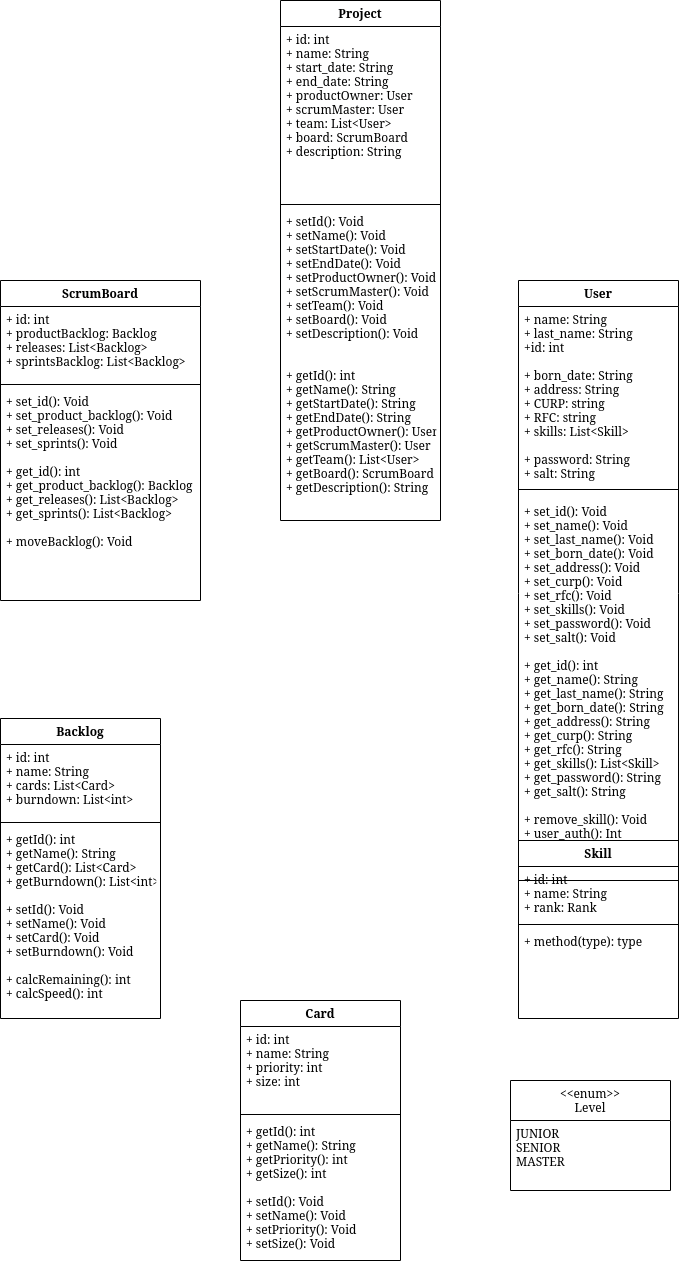 Project
+ id: int
+ name: String
+ start_date: String
+ end_date: String
+ productOwner: User
+ scrumMaster: User
+ team: List<User>
+ board: ScrumBoard
+ description: String
+ setId(): Void
+ setName(): Void
+ setStartDate(): Void
+ setEndDate(): Void
+ setProductOwner(): Void
+ setScrumMaster(): Void
+ setTeam(): Void
+ setBoard(): Void
+ setDescription(): Void
+ getId(): int
+ getName(): String
+ getStartDate(): String
+ getEndDate(): String
+ getProductOwner(): User
+ getScrumMaster(): User
+ getTeam(): List<User>
+ getBoard(): ScrumBoard
+ getDescription(): String
ScrumBoard
+ id: int
+ productBacklog: Backlog
+ releases: List<Backlog>
+ sprintsBacklog: List<Backlog>
+ set_id(): Void
+ set_product_backlog(): Void
+ set_releases(): Void
+ set_sprints(): Void
+ get_id(): int
+ get_product_backlog(): Backlog
+ get_releases(): List<Backlog>
+ get_sprints(): List<Backlog>
+ moveBacklog(): Void
User
+ name: String
+ last_name: String
+id: int
+ born_date: String
+ address: String
+ CURP: string
+ RFC: string
+ skills: List<Skill>
+ password: String
+ salt: String
+ set_id(): Void
+ set_name(): Void
+ set_last_name(): Void
+ set_born_date(): Void
+ set_address(): Void
+ set_curp(): Void
+ set_rfc(): Void
+ set_skills(): Void
+ set_password(): Void
+ set_salt(): Void
+ get_id(): int
+ get_name(): String
+ get_last_name(): String
+ get_born_date(): String
+ get_address(): String
+ get_curp(): String
+ get_rfc(): String
+ get_skills(): List<Skill>
+ get_password(): String
+ get_salt(): String
+ remove_skill(): Void
+ user_auth(): Int
Backlog
+ id: int
+ name: String
+ cards: List<Card>
+ burndown: List<int>
+ getId(): int
+ getName(): String
+ getCard(): List<Card>
+ getBurndown(): List<int>
+ setId(): Void
+ setName(): Void
+ setCard(): Void
+ setBurndown(): Void
+ calcRemaining(): int
+ calcSpeed(): int
Skill
+ id: int
+ name: String
+ rank: Rank
+ method(type): type
Card
+ id: int
+ name: String
+ priority: int
+ size: int
+ getId(): int
+ getName(): String
+ getPriority(): int
+ getSize(): int
+ setId(): Void
+ setName(): Void
+ setPriority(): Void
+ setSize(): Void
<<enum>>
Level
JUNIOR
SENIOR
MASTER